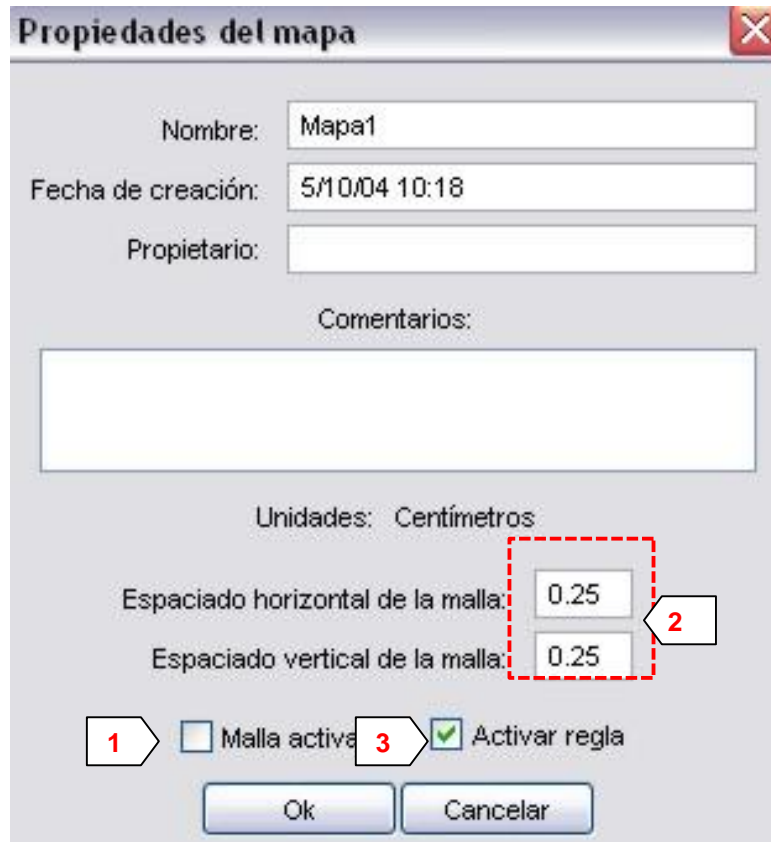 Propiedades del mapa
Nombre: Mapa1
Fecha de creación: 5/10/04 10:18
Propietario:
Comentarios:
Unidades: Centímetros
Espaciado horizontal de la malla: 0.25
2
Espaciado vertical de la malla: 0.25
1 Malla activa 3 Activar regla
Ok Cancelar